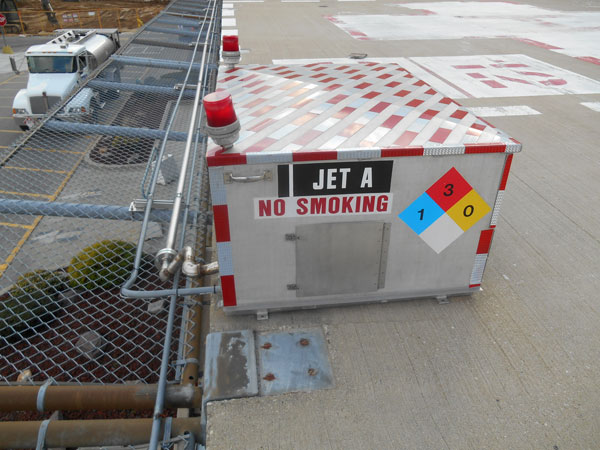 JET A
NO SMOKING
3
1 0